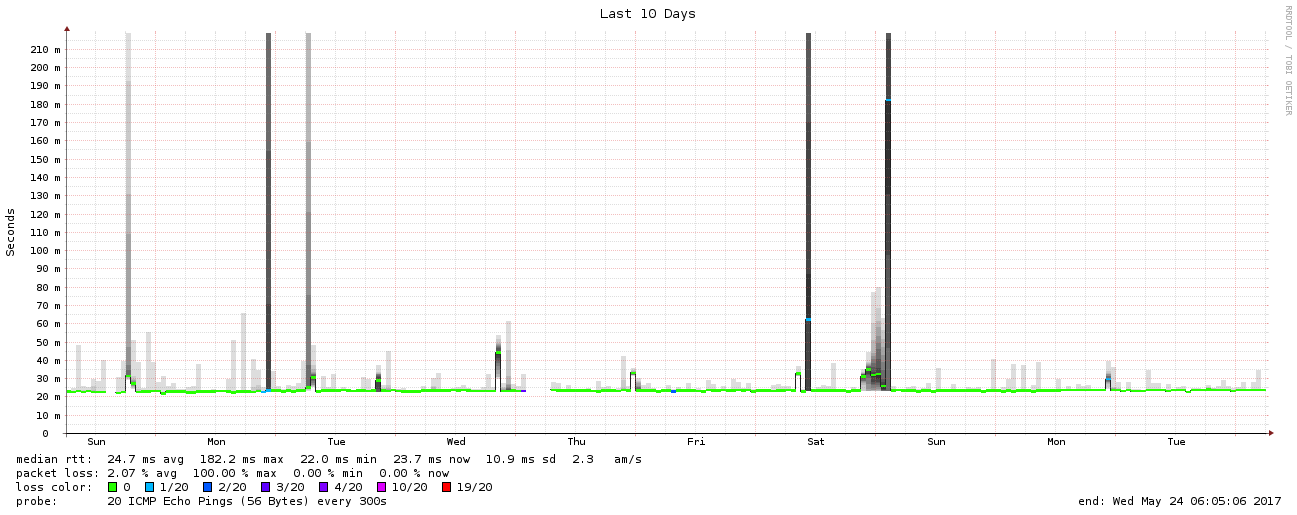 Last 10 Days
RRDTOOL / TOBI OETIKER
Seconds
210 m
200 m
190 m
180 m
170 m
160 m
150 m
140 m
130 m
120 m
110 m
100 m
90 m
80 m
70 m
60 m
50 m
40 m
30 m
20 m
10 m
0
Sun Mon Tue Wed Thu Fri Sat Sun Mon Tue
median rtt: 24.7 ms avg 182.2 ms max 22.0 ms min 23.7 ms now 10.9 ms sd 2.3 am/s
packet loss: 2.07 % avg 100.00 % max 0.00 % min 0.00 % now
loss color: 0 1/20 2/20 3/20 4/20 10/20 19/20
probe: 20 ICMP Echo Pings (56 Bytes) every 300s end: Wed May 24 06:05:06 2017